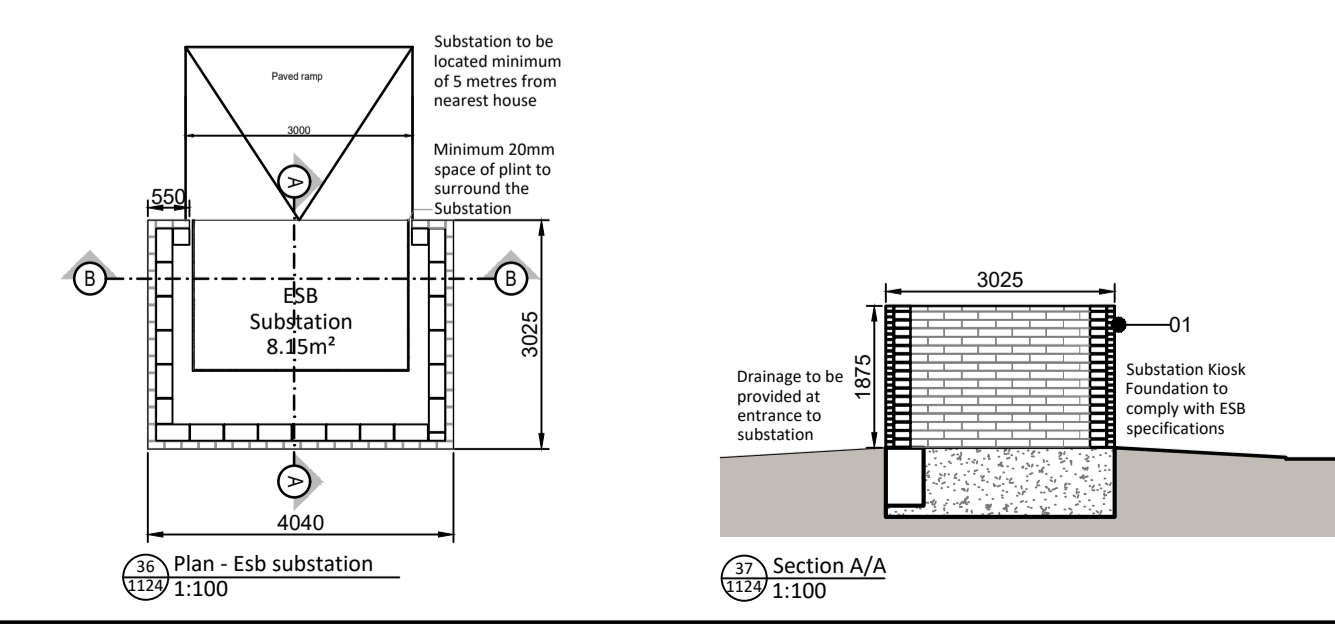 Substation to be
located minimum
of 5 metres from
nearest house
Paved ramp
3000
Minimum 20mm
space of plint to
surround the
Substation
A
550
B
B
ESB
Substation
8.15m²
3025
A
4040
36
1124
Plan - Esb substation
1:100
3025
01
1875
Drainage to be
provided at
entrance to
substation
Substation Kiosk
Foundation to
comply with ESB
specifications
37
1124
Section A/A
1:100